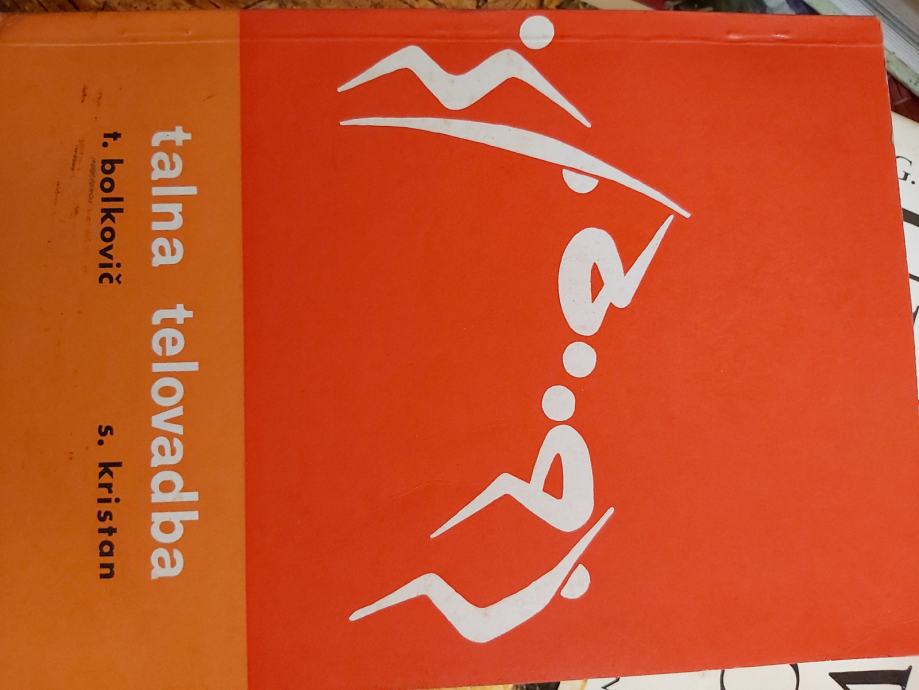 talna telovadba
t. bolkovič s. kristan
G.